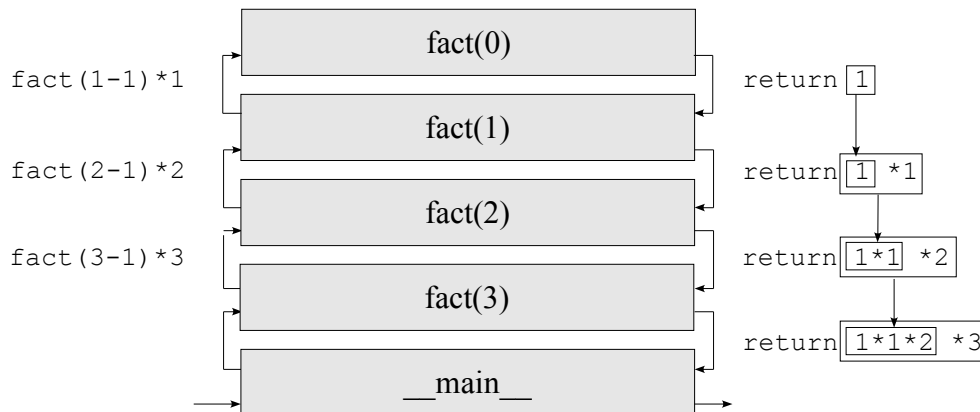 fact(0)
fact(1-1)*1
return 1
fact(1)
fact(2-1)*2
return 1 *1
fact(2)
fact(3-1)*3
return 1*1 *2
fact(3)
return 1*1*2 *3
__main__